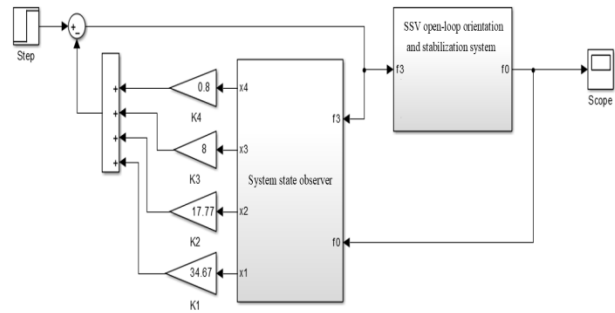 SSV open-loop orientation
and stabilization system
Step
f3
f0
Scope
0.8
x4
K4
f3
8
x3
K3
System state observer
17.77
x2
K2
f0
34.67
x1
K1